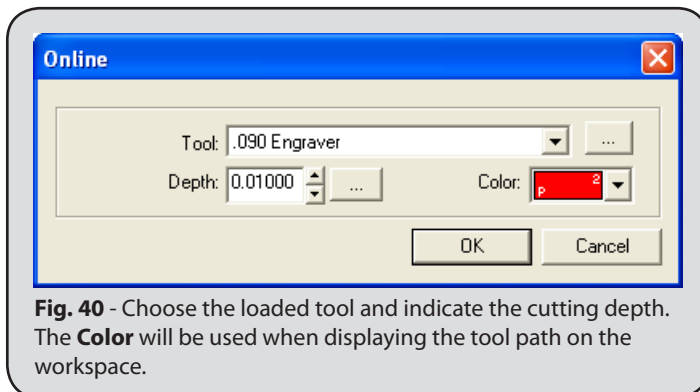 Online
Tool: .090 Engraver ...
Depth: 0.01000 ... Color: P 2
OK Cancel
Fig. 40 - Choose the loaded tool and indicate the cutting depth.
The Color will be used when displaying the tool path on the
workspace.